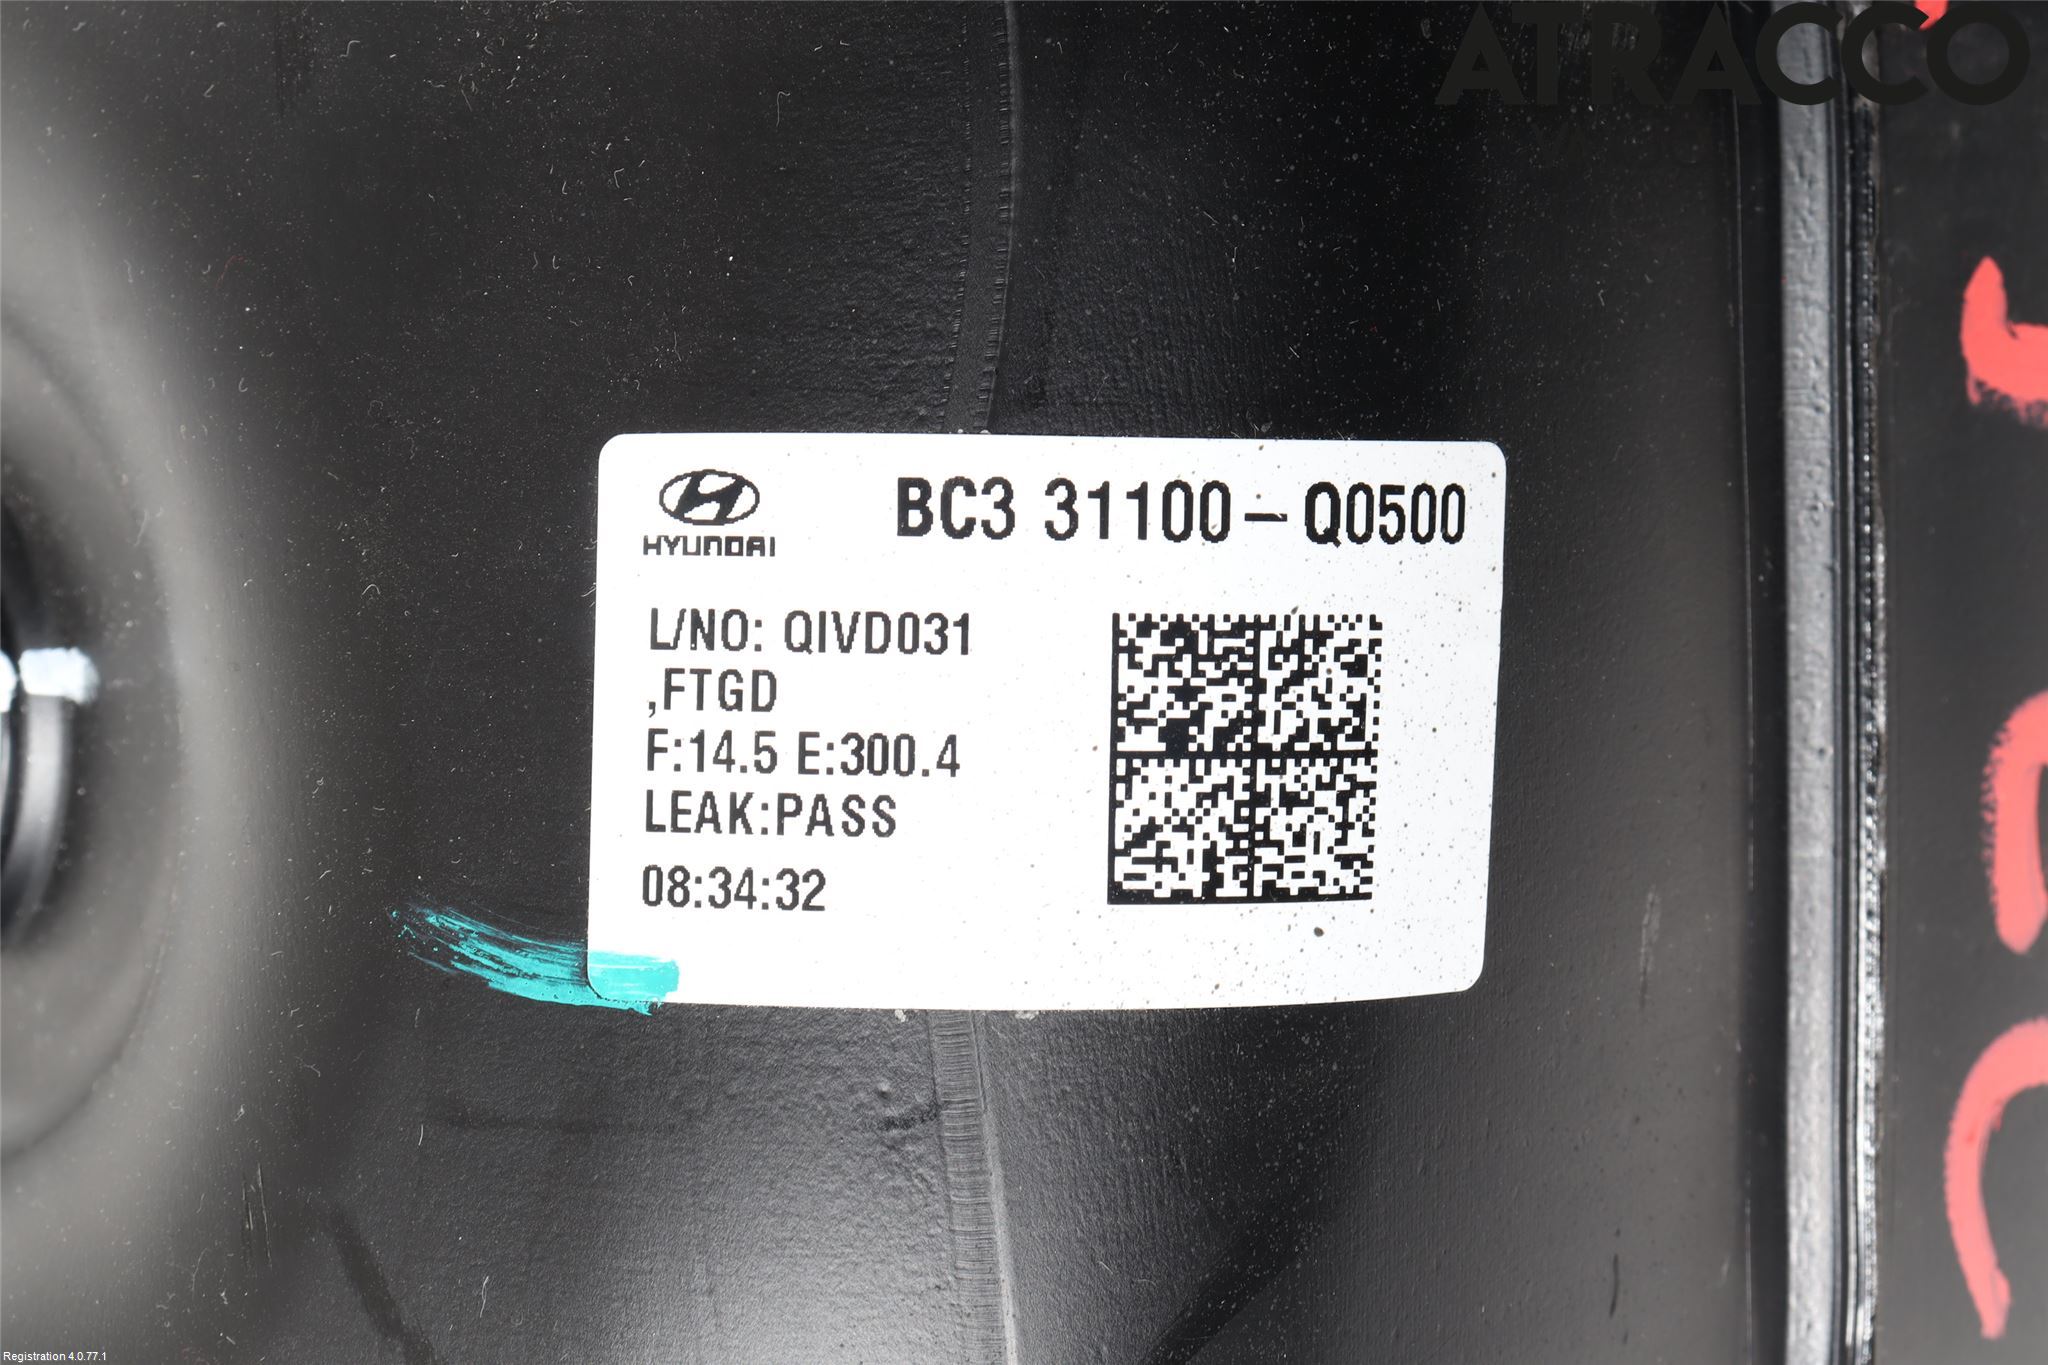 ATRACCO
HYUNDAI
BC3 31100-Q0500
L/NO: QIVD031
,FTGD
F:14.5 E:300.4
LEAK:PASS
08:34:32
Registration 4.0.77.1